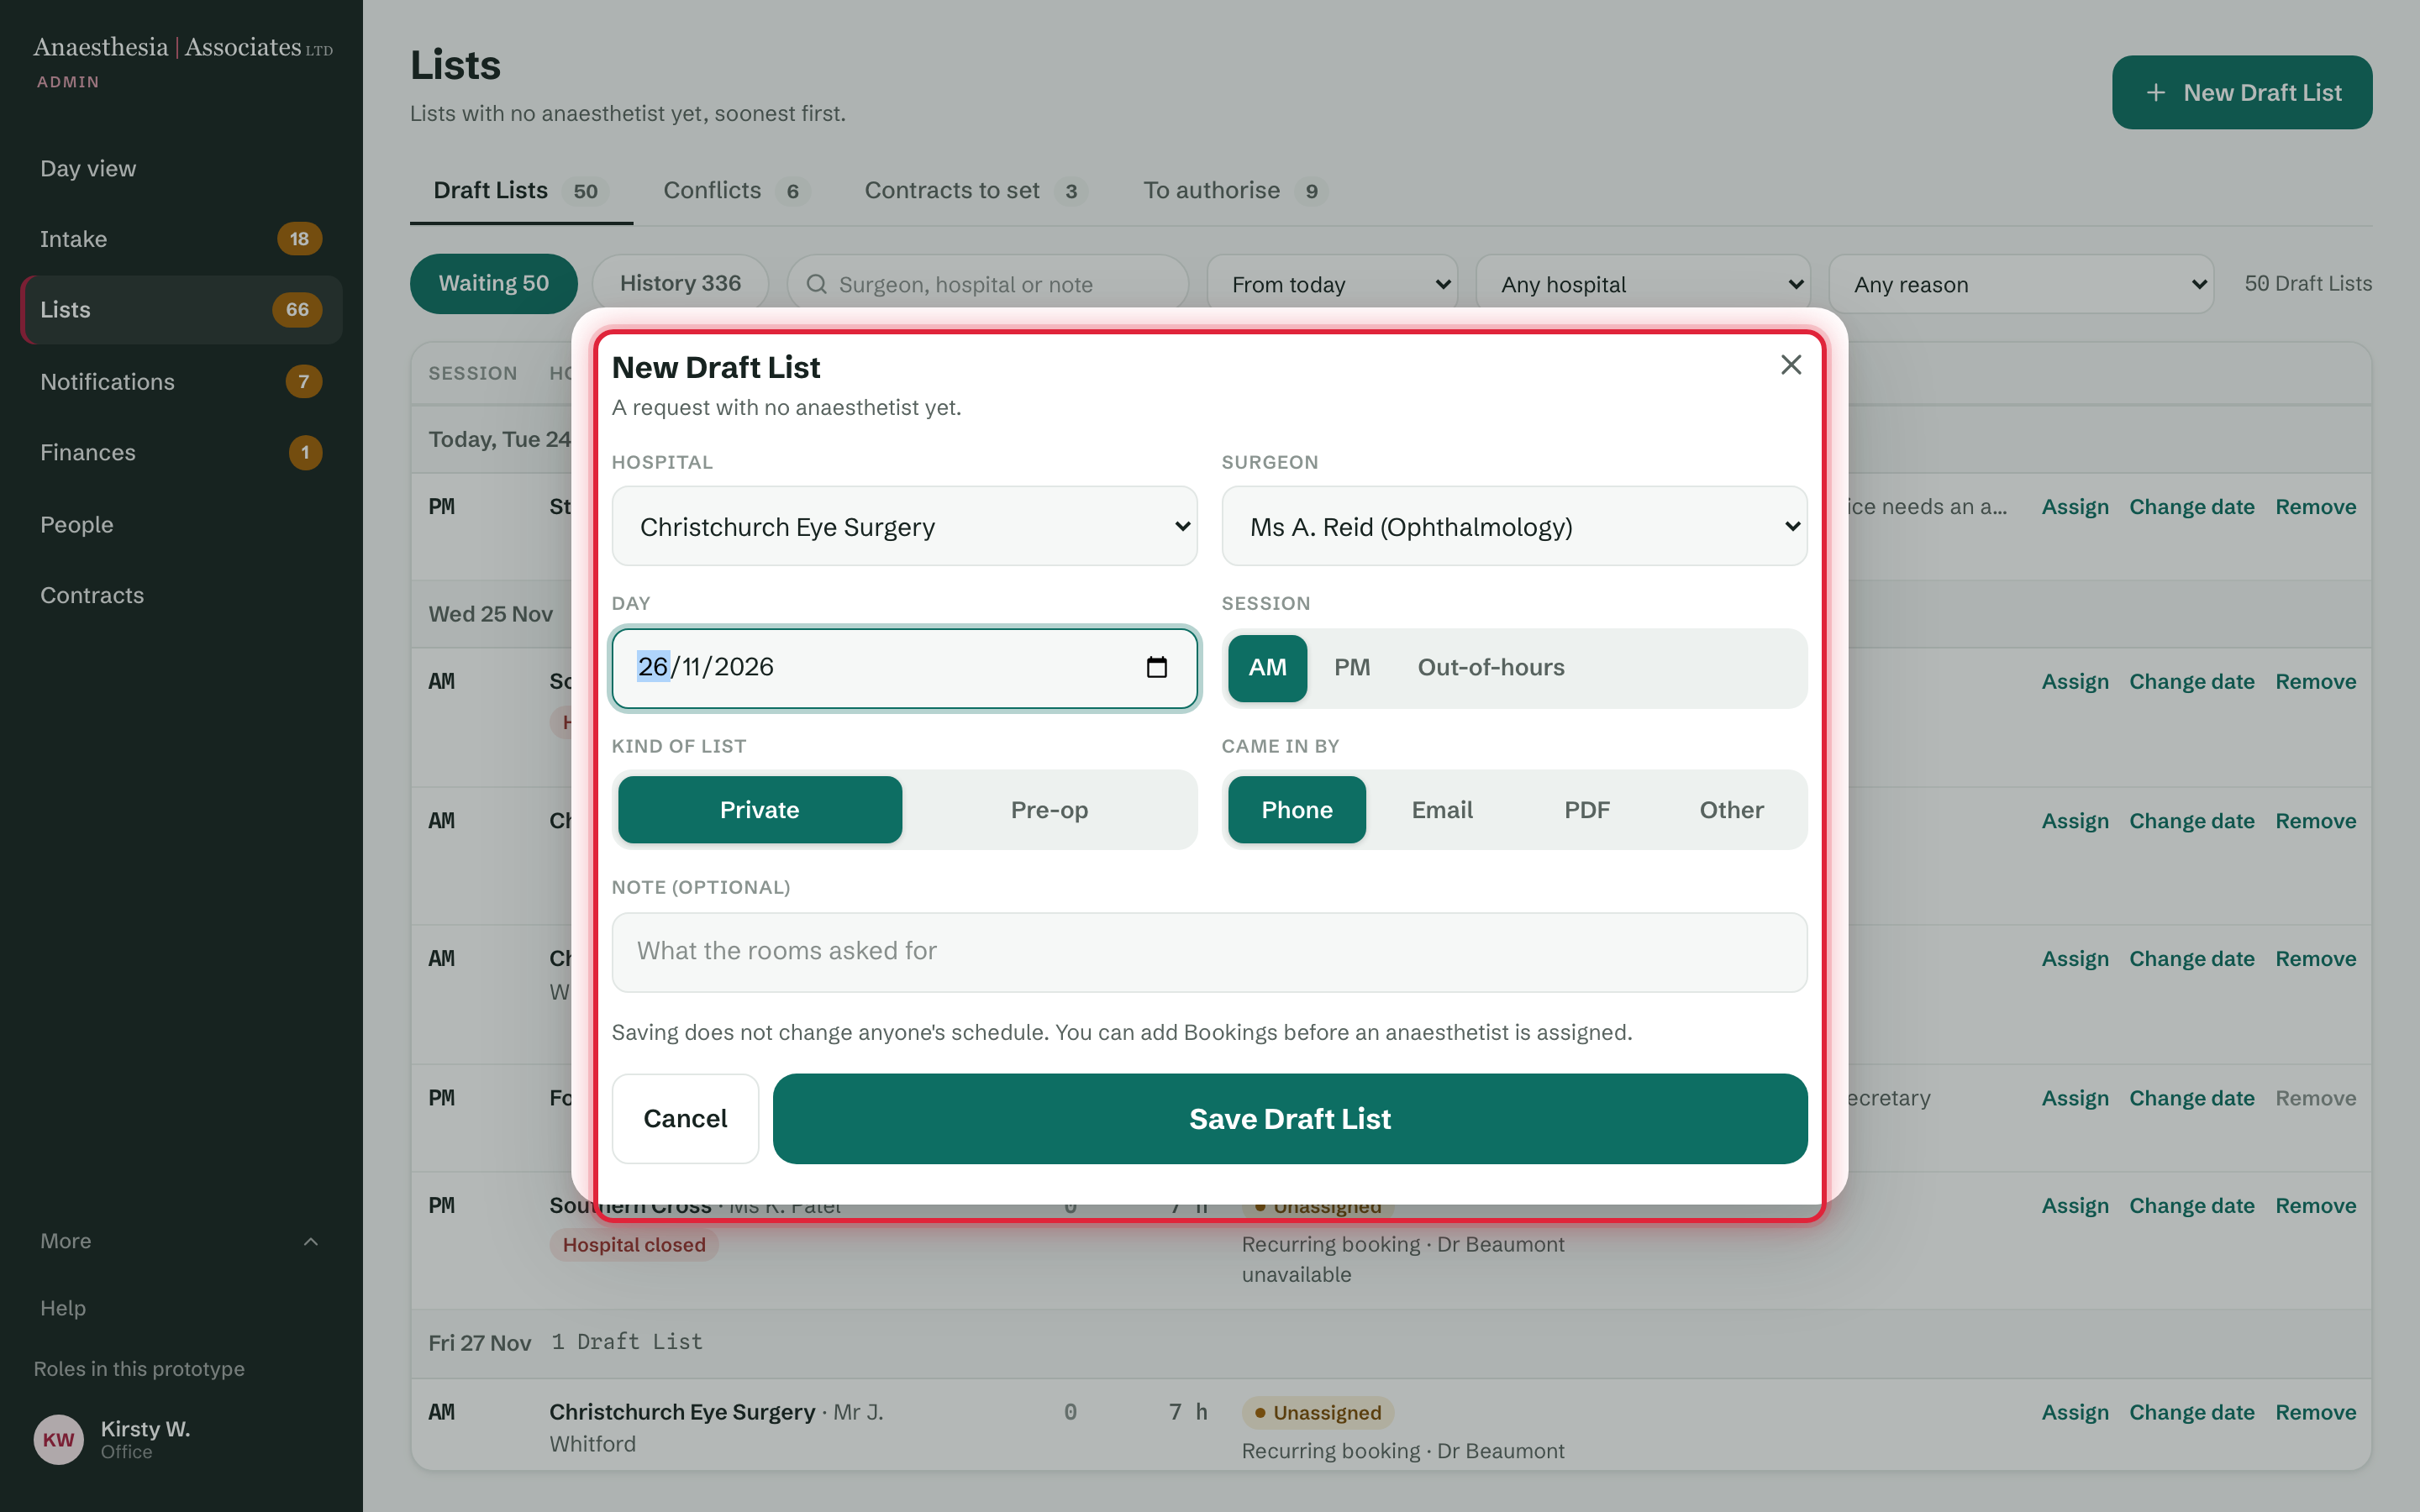 Anaesthesia | Associates LTD
ADMIN
Day view
Intake 18
Lists 66
Notifications 7
Finances 1
People
Contracts
More
Help
Roles in this prototype
KW
Kirsty W.
Office
Lists
Lists with no anaesthetist yet, soonest first.
+ New Draft List
Draft Lists 50 Conflicts 6 Contracts to set 3 To authorise 9
Waiting 50 History 336 Surgeon, hospital or note From today Any hospital Any reason 50 Draft Lists
SESSION
Today, Tue 24
PM Assign Change date Remove
Wed 25 Nov
AM Assign Change date Remove
AM Assign Change date Remove
AM Assign Change date Remove
PM Assign Change date Remove
New Draft List
A request with no anaesthetist yet.
HOSPITAL SURGEON
Christchurch Eye Surgery Ms A. Reid (Ophthalmology)
DAY SESSION
26/11/2026 AM PM Out-of-hours
KIND OF LIST CAME IN BY
Private Pre-op Phone Email PDF Other
NOTE (OPTIONAL)
What the rooms asked for
Saving does not change anyone's schedule. You can add Bookings before an anaesthetist is assigned.
Cancel Save Draft List
PM Southern Cross · Ms K. Patel 0 7 h Unassigned Assign Change date Remove
Hospital closed Recurring booking · Dr Beaumont
unavailable
Fri 27 Nov 1 Draft List
AM Christchurch Eye Surgery · Mr J. 0 7 h Unassigned Assign Change date Remove
Whitford Recurring booking · Dr Beaumont